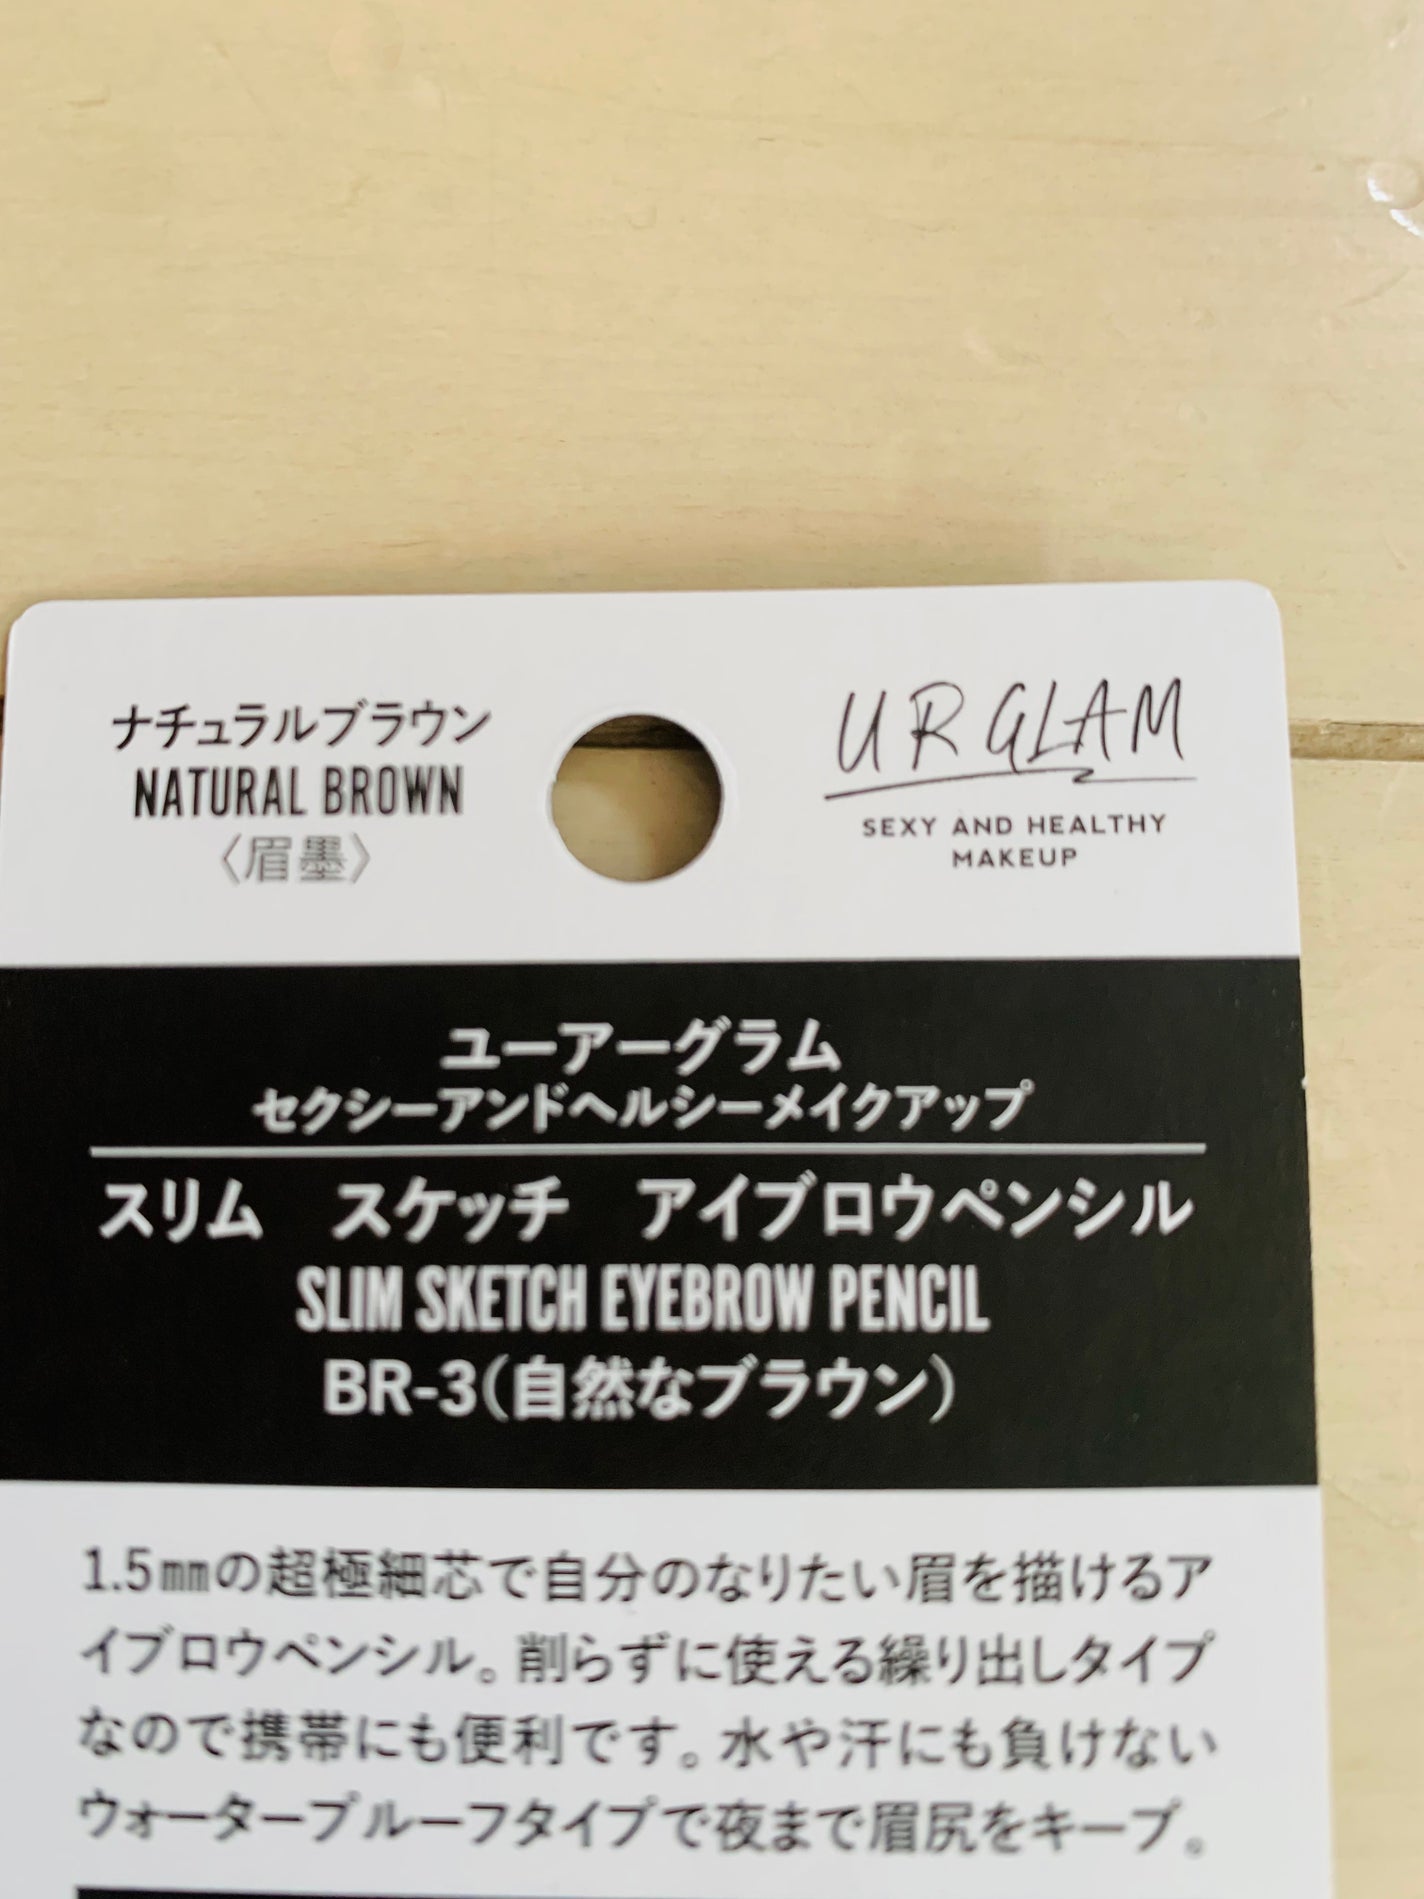 ナチュラルブラウン
NATURAL BROWN
〈眉墨〉
UR GLAM
SEXY AND HEALTHY
MAKEUP
ユーアーグラム
セクシーアンドヘルシーメイクアップ
スリム　スケッチ　アイブロウペンシル
SLIM SKETCH EYEBROW PENCIL
BR-3(自然なブラウン)
1.5㎜の超極細芯で自分のなりたい眉を描けるア
イブロウペンシル。削らずに使える繰り出しタイプ
なので携帯にも便利です。水や汗にも負けない
ウォータープルーフタイプで夜まで眉尻をキープ。